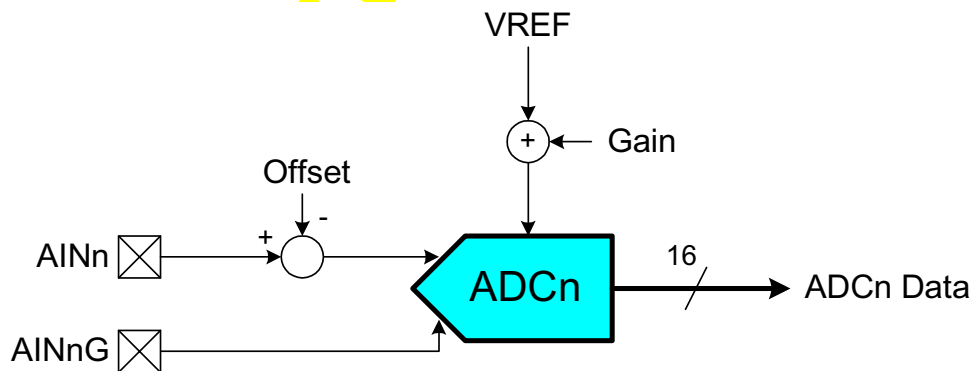 VREF
+
Gain
Offset
-
+
AINn
ADCn
16
ADCn Data
AINnG